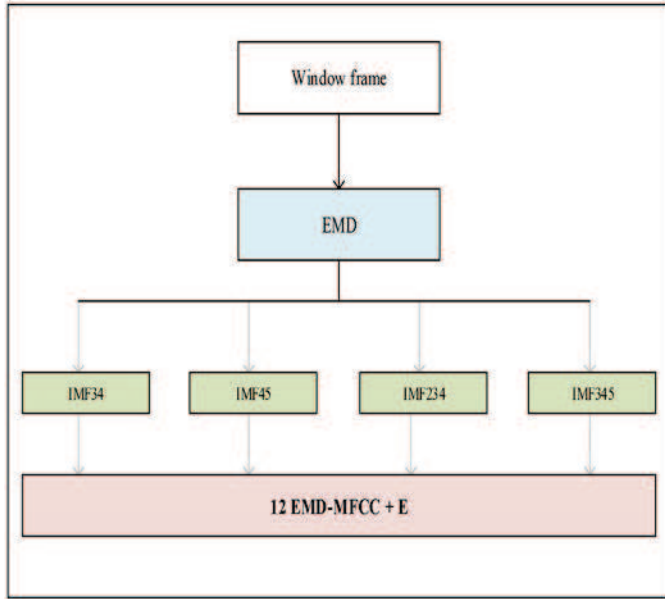 Window frame
EMD
IMF34
IMF45
IMF234
IMF345
12 EMD-MFCC + E